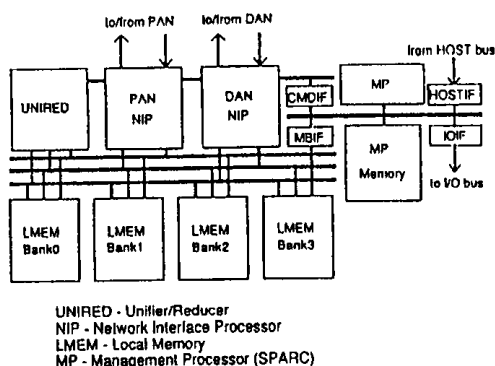 to/from PAN
to/from DAN
from HOST bus
UNIRED
PAN
NIP
DAN
NIP
CMDIF
MP
HOSTIF
MBIF
MP
Memory
IOIF
to I/O bus
LMEM
Bank0
LMEM
Bank1
LMEM
Bank2
LMEM
Bank3
UNIRED - Unifier/Reducer
NIP - Network Interface Processor
LMEM - Local Memory
MP - Management Processor (SPARC)